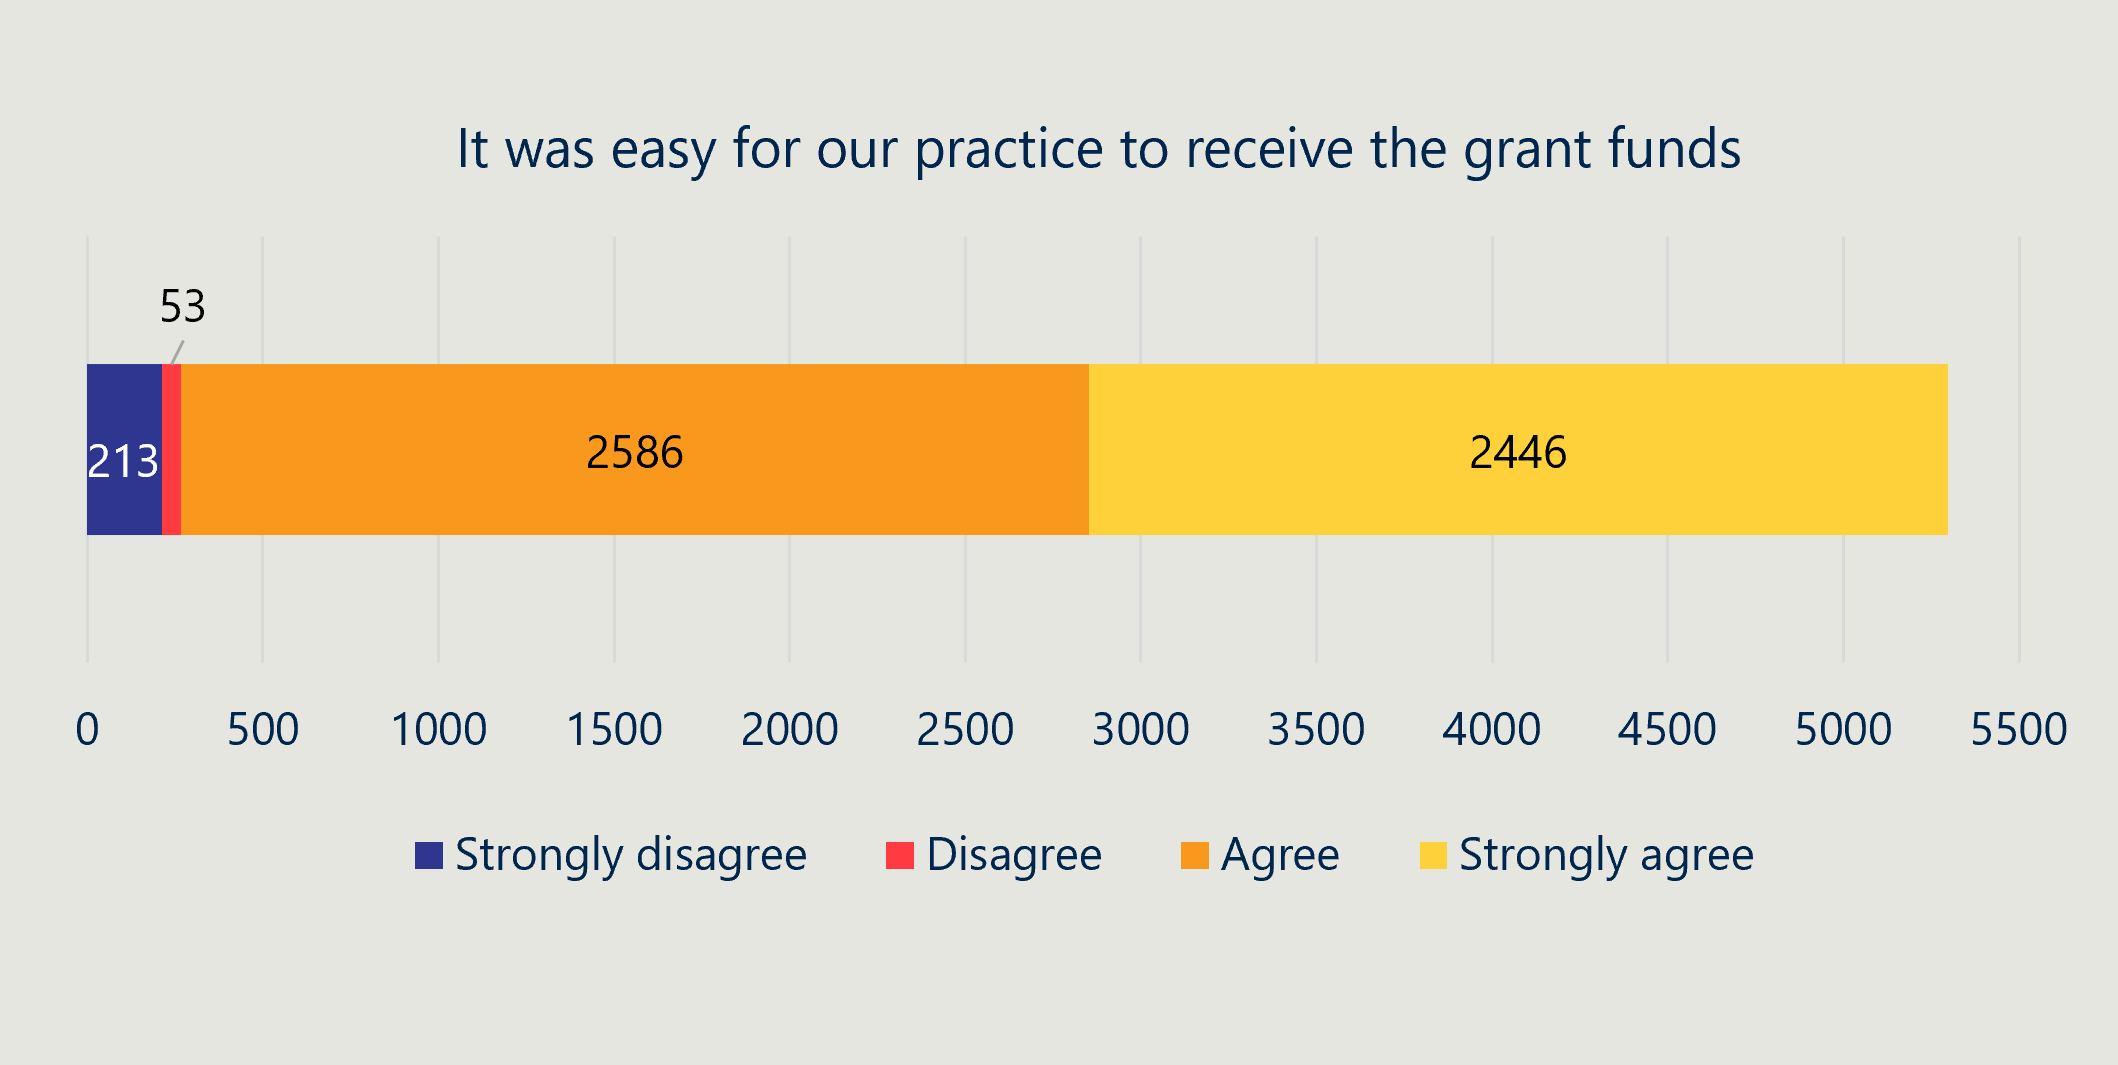 It was easy for our practice to receive the grant funds
53
213
2586
2446
0 500 1000 1500 2000 2500 3000 3500 4000 4500 5000 5500
Strongly disagree Disagree Agree Strongly agree